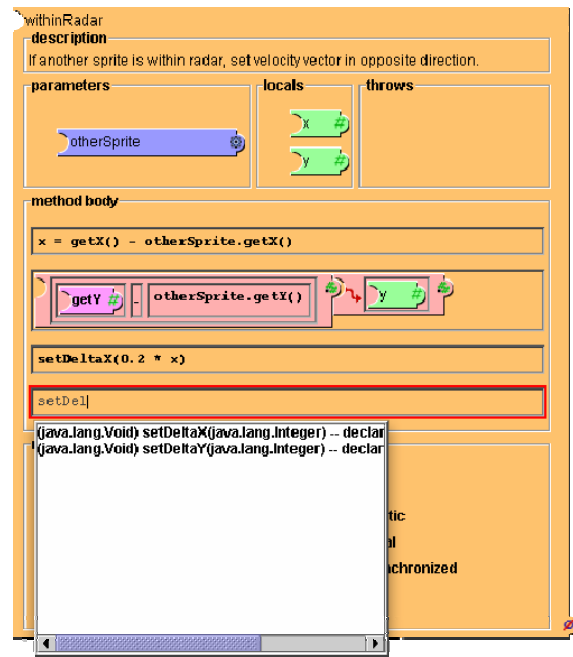 withinRadar
description
If another sprite is within radar, set velocity vector in opposite direction.
parameters locals throws
x #
otherSprite
y #
method body
x = getX() - otherSprite.getX()
getY # - otherSprite.getY() y #
setDeltaX(0.2 * x)
setDel
(java.lang.Void) setDeltaX(java.lang.Integer) -- declar
(java.lang.Void) setDeltaY(java.lang.Integer) -- declar
tic
al
chronized